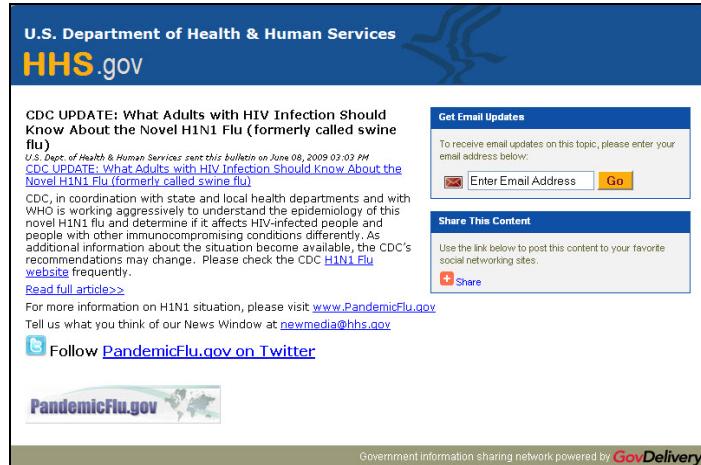 U.S. Department of Health & Human Services
HHS.gov
CDC UPDATE: What Adults with HIV Infection Should
Know About the Novel H1N1 Flu (formerly called swine
flu)
U.S. Dept. of Health & Human Services sent this bulletin on June 08, 2009 03:03 PM
CDC UPDATE: What Adults with HIV Infection Should Know About the
Novel H1N1 Flu (formerly called swine flu)
CDC, in coordination with state and local health departments and with
WHO is working aggressively to understand the epidemiology of this
novel H1N1 flu and determine if it affects HIV-infected people and
people with other immunocompromising conditions differently. As
additional information about the situation become available, the CDC's
recommendations may change. Please check the CDC H1N1 Flu
website frequently.
Read full article>>
For more information on H1N1 situation, please visit www.PandemicFlu.gov
Tell us what you think of our News Window at newmedia@hhs.gov
Follow PandemicFlu.gov on Twitter
PandemicFlu.gov
Get Email Updates
To receive email updates on this topic, please enter your
email address below:
Enter Email Address Go
Share This Content
Use the link below to post this content to your favorite
social networking sites.
Share
Government information sharing network powered by GovDelivery